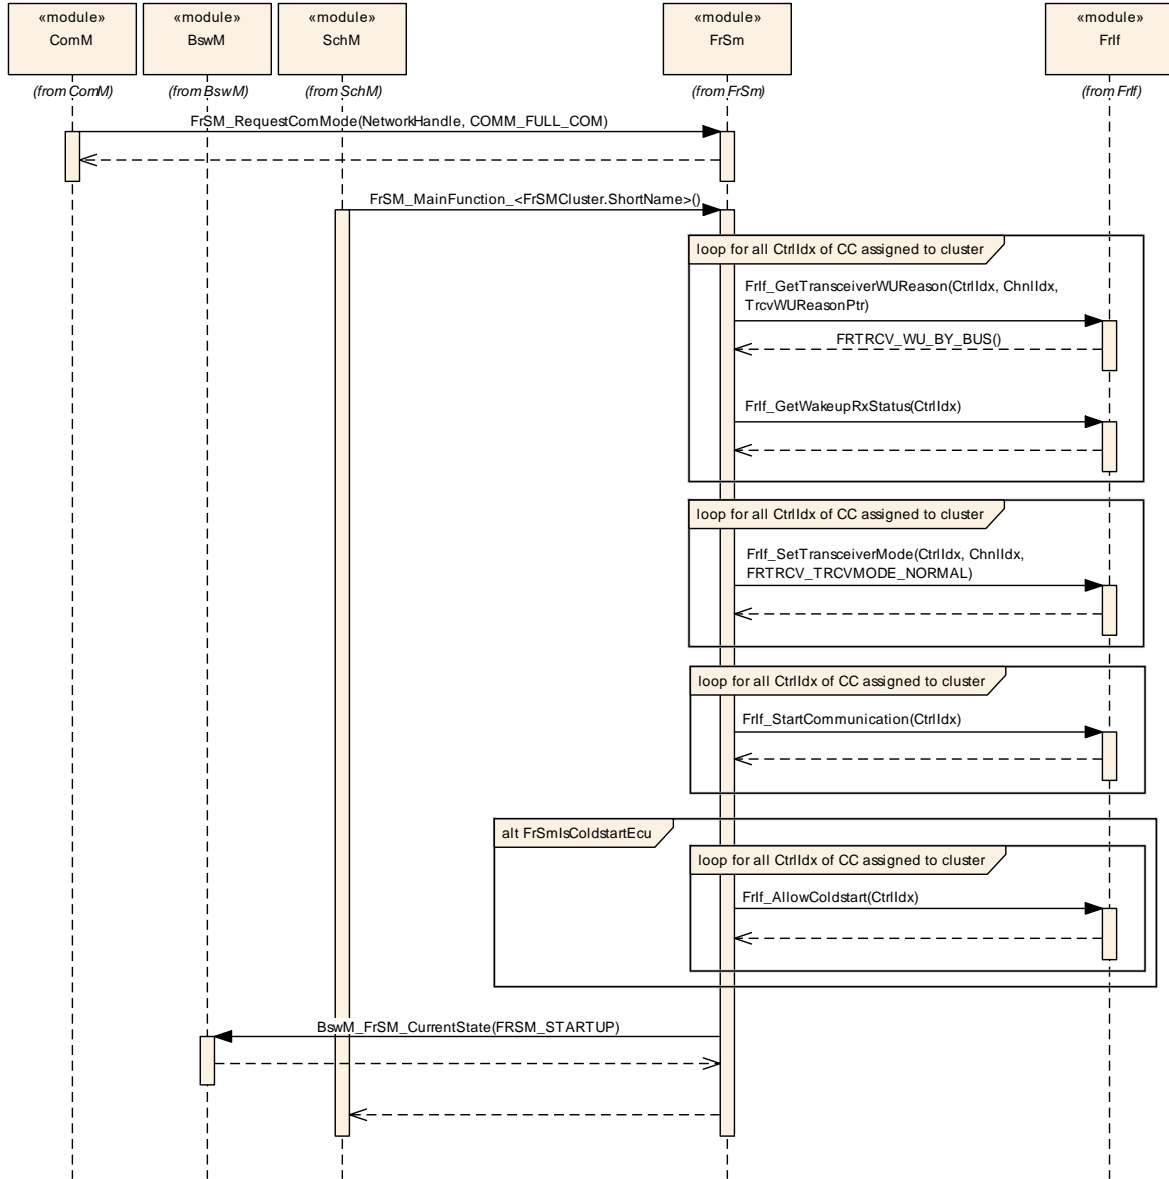 «module»
ComM
«module»
BswM
«module»
SchM
«module»
FrSm
«module»
FrIf
(from ComM)
(from BswM)
(from SchM)
(from FrSm)
(from FrIf)
FrSM_RequestComMode(NetworkHandle, COMM_FULL_COM)
FrSM_MainFunction_<FrSMCluster.ShortName>()
loop for all CtrlIdx of CC assigned to cluster
FrIf_GetTransceiverWUReason(CtrlIdx, ChnlIdx,
TrcvWUReasonPtr)
FRTRCV_WU_BY_BUS()
FrIf_GetWakeupRxStatus(CtrlIdx)
loop for all CtrlIdx of CC assigned to cluster
FrIf_SetTransceiverMode(CtrlIdx, ChnlIdx,
FRTRCV_TRCVMODE_NORMAL)
loop for all CtrlIdx of CC assigned to cluster
FrIf_StartCommunication(CtrlIdx)
alt FrSmIsColdstartEcu
loop for all CtrlIdx of CC assigned to cluster
FrIf_AllowColdstart(CtrlIdx)
BswM_FrSM_CurrentState(FRSM_STARTUP)